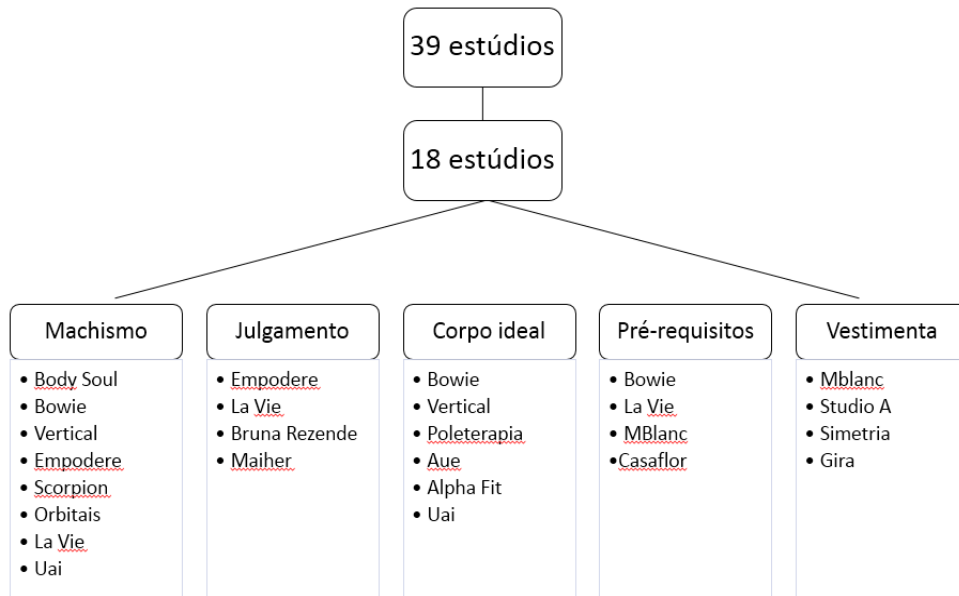 39 estúdios
18 estúdios
Machismo
• Body Soul
• Bowie
• Vertical
• Empodere
• Scorpion
• Orbitais
• La Vie
• Uai
Julgamento
• Empodere
• La Vie
• Bruna Rezende
• Maiher
Corpo ideal
• Bowie
• Vertical
• Poleterapia
• Aue
• Alpha Fit
• Uai
Pré-requisitos
• Bowie
• La Vie
• MBlanc
•Casaflor
Vestimenta
• Mblanc
• Studio A
• Simetria
• Gira